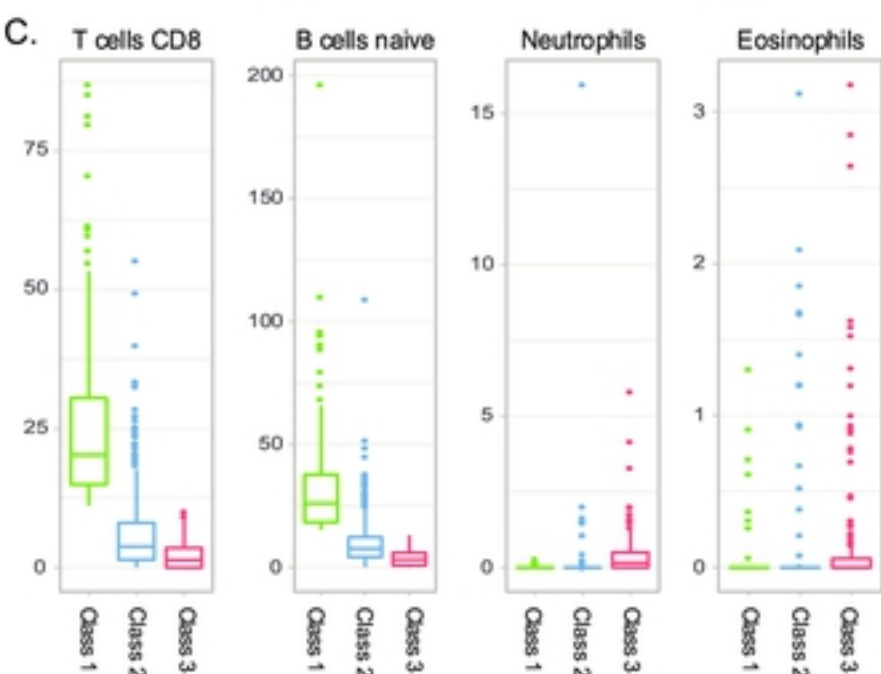 C.
T cells CD8
B cells naive
Neutrophils
Eosinophils
75
50
25
0
200
150
100
50
0
15
10
5
0
3
2
1
0
Class 1
Class 2
Class 3
Class 1
Class 2
Class 3
Class 1
Class 2
Class 3
Class 1
Class 2
Class 3